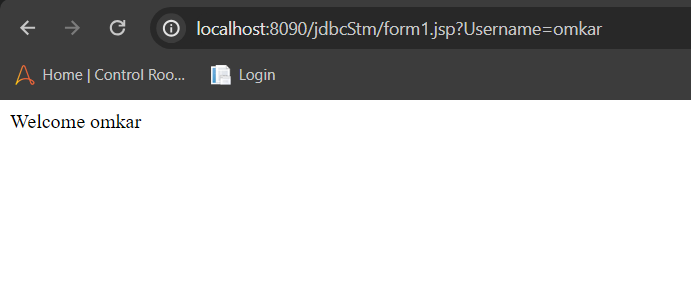 localhost:8090/jdbcStm/form1.jsp?Username=omkar
Home | Control Roo... Login
Welcome omkar